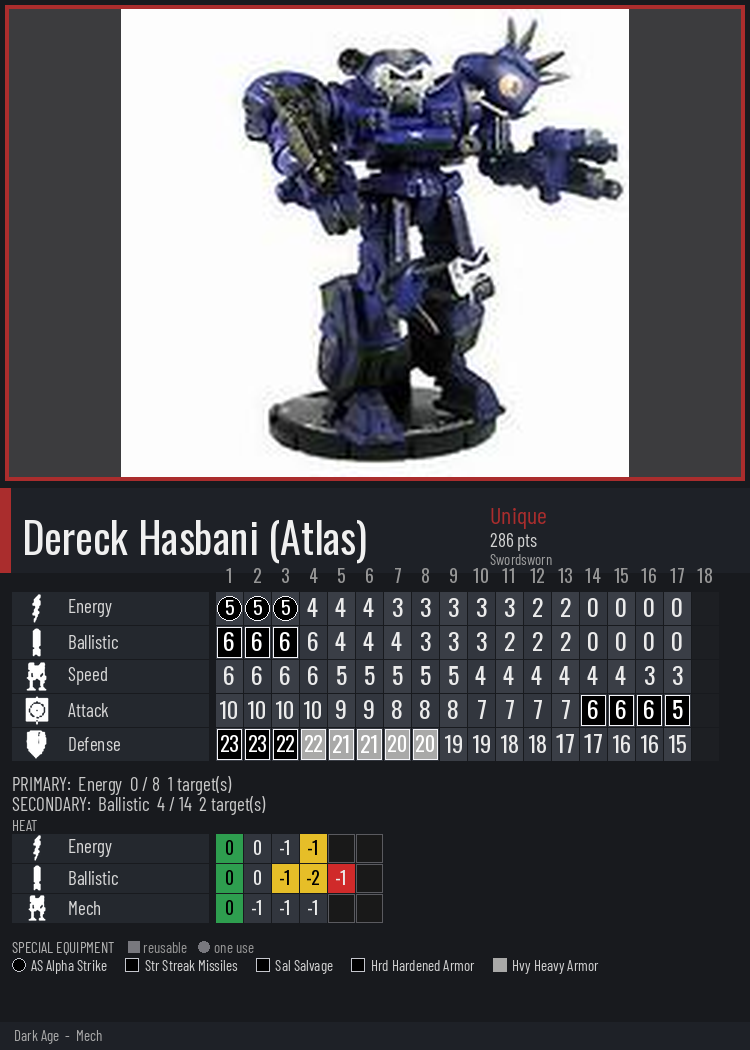 Dereck Hasbani (Atlas)
Unique
286 pts
Swordsworn
1 2 3 4 5 6 7 8 9 10 11 12 13 14 15 16 17 18
Energy 5 5 5 4 4 4 3 3 3 3 3 2 2 0 0 0 0
Ballistic 6 6 6 6 4 4 4 3 3 3 2 2 2 0 0 0 0
Speed 6 6 6 6 5 5 5 5 5 4 4 4 4 4 4 3 3
Attack 10 10 10 10 9 9 8 8 8 7 7 7 7 6 6 6 5
Defense 23 23 22 22 21 21 20 20 19 19 18 18 17 17 16 16 15
PRIMARY: Energy 0 / 8 1 target(s)
SECONDARY: Ballistic 4 / 14 2 target(s)
HEAT
Energy 0 0 -1 -1
Ballistic 0 0 -1 -2 -1
Mech 0 -1 -1 -1
SPECIAL EQUIPMENT reusable one use
AS Alpha Strike Str Streak Missiles Sal Salvage Hrd Hardened Armor Hvy Heavy Armor
Dark Age - Mech